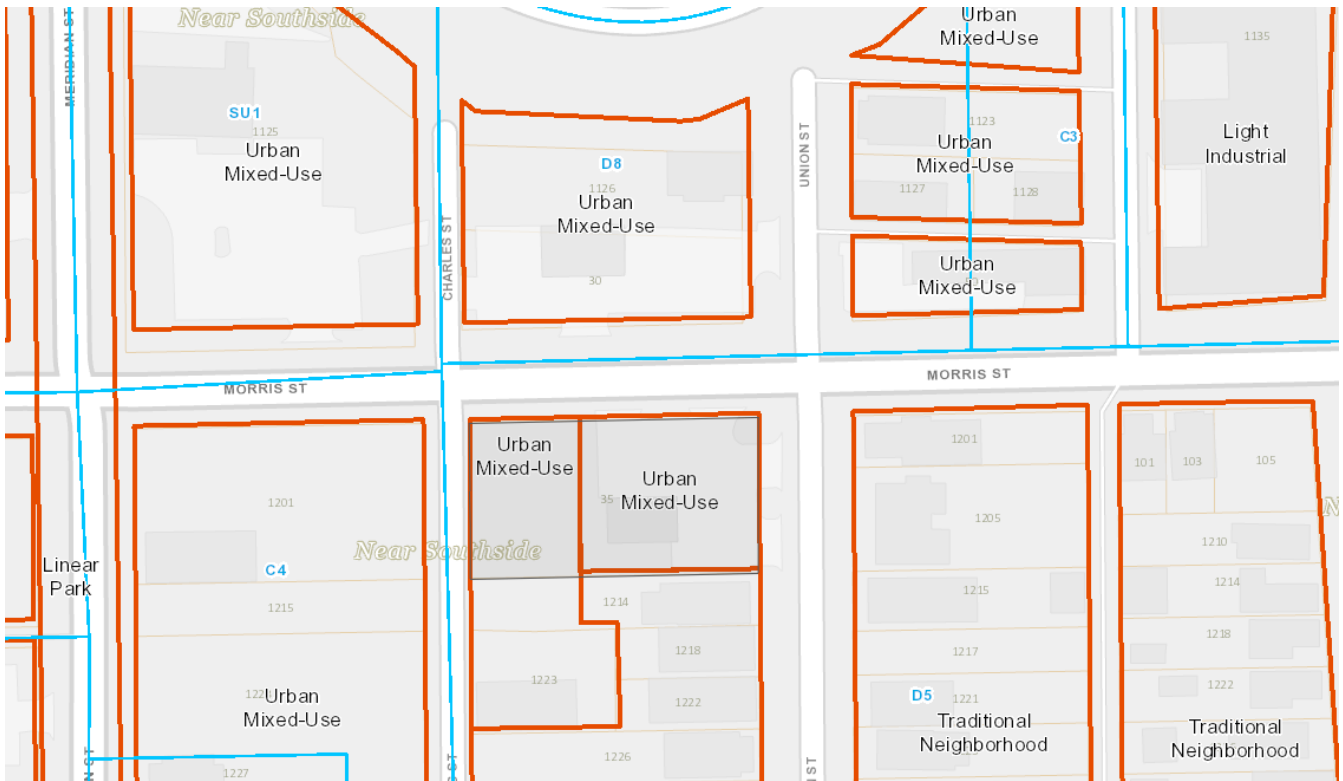 Near Southside
MERIDIAN ST
SU1
1125
Urban
Mixed-Use
CHARLES ST
D8
1126
Urban
Mixed-Use
30
UNION ST
Urban
Mixed-Use
1123
C3
Urban
Mixed-Use
1127
1128
Urban
Mixed-Use
1135
Light
Industrial
MORRIS ST
MORRIS ST
1201
C4
1215
Urban
Mixed-Use
1227
Linear
Park
Near Southside
Urban
Mixed-Use
35
Urban
Mixed-Use
1214
1218
1223
1222
1226
1201
1205
1215
1217
D5
1221
Traditional
Neighborhood
101
103
105
1210
1214
1218
1222
Traditional
Neighborhood
N ST
ST
N ST